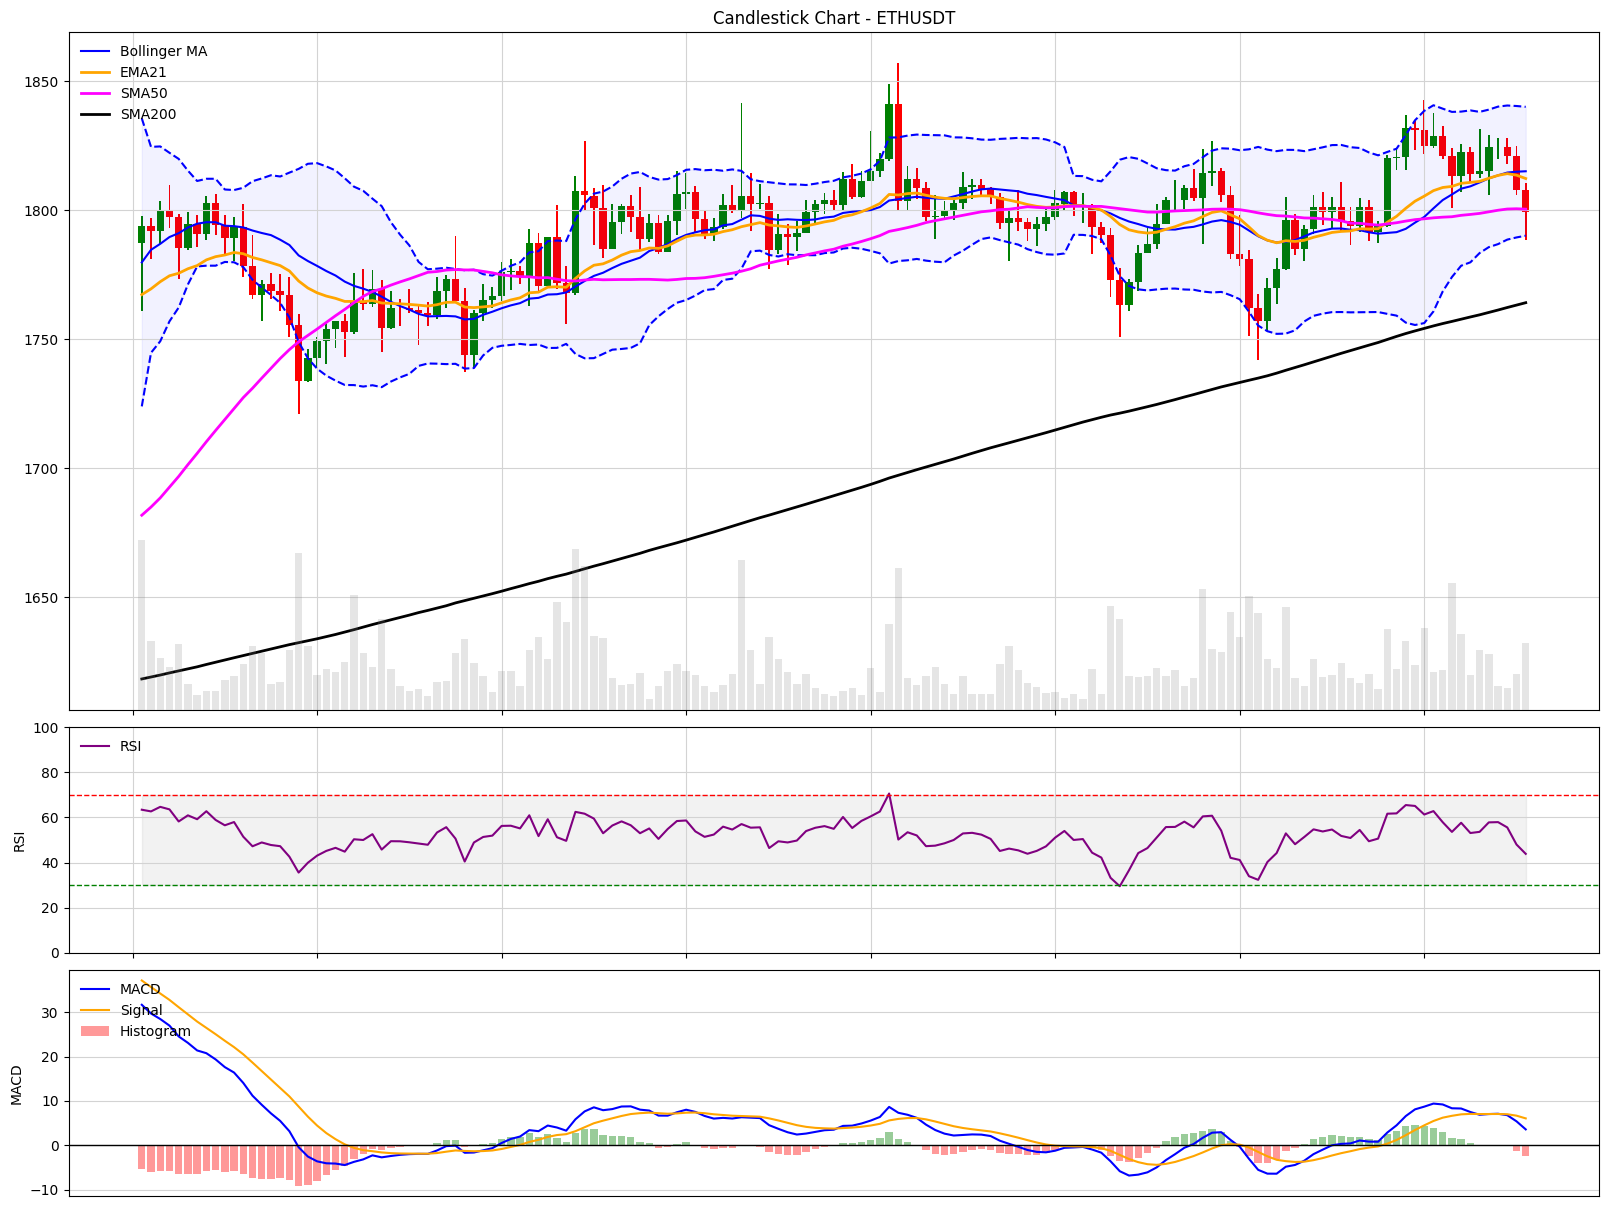 Candlestick Chart - ETHUSDT
Bollinger MA
EMA21
SMA50
SMA200
1850
1800
1750
1700
1650
RSI
100
80
60
40
20
0
RSI
MACD
Signal
Histogram
30
20
10
0
−10
MACD